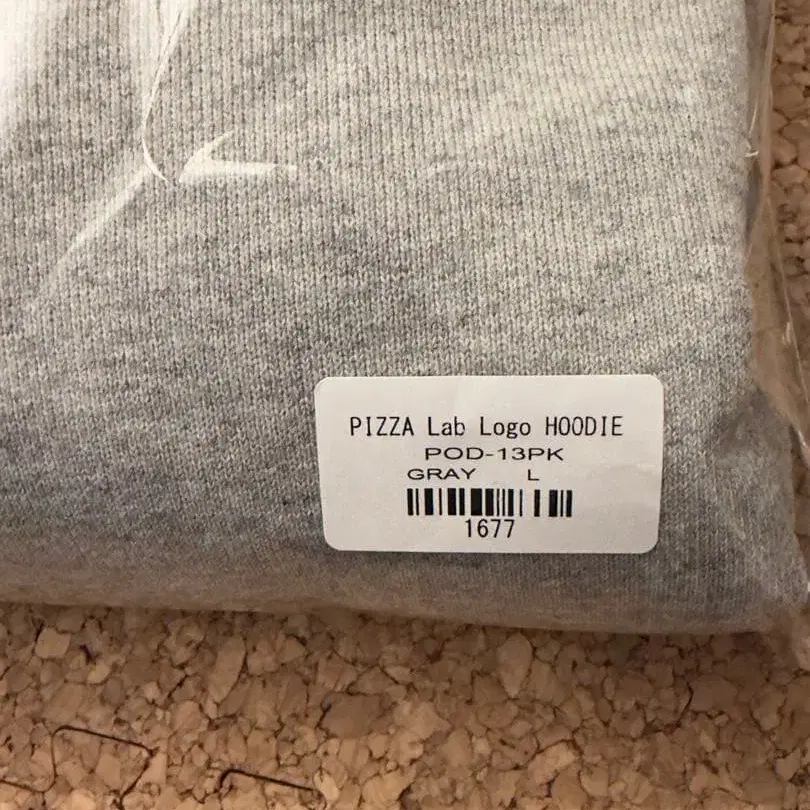 PIZZA Lab Logo HOODIE
POD-13PK
GRAY L
1677